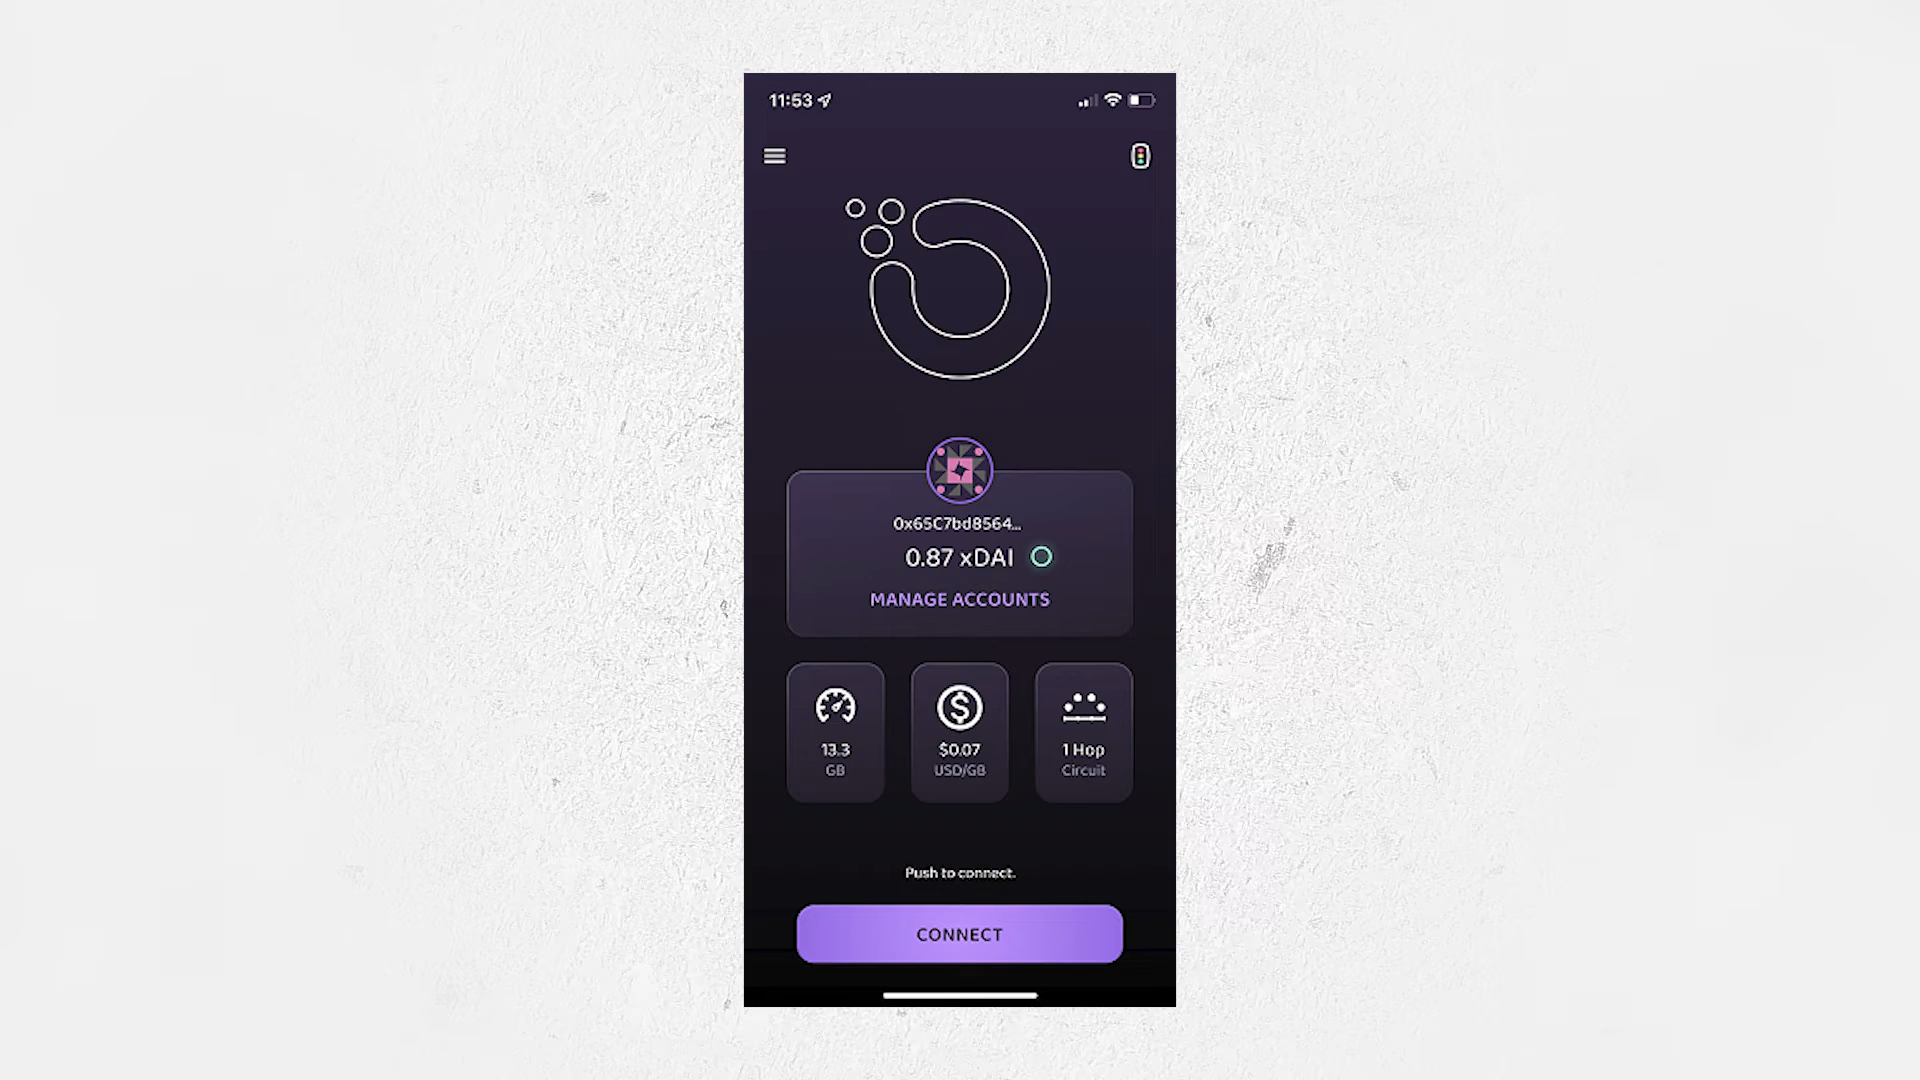 11:53
0x65C7bd8564...
0.87 xDAI
MANAGE ACCOUNTS
13.3
GB
$0.07
USD/GB
1 Hop
Circuit
Push to connect.
CONNECT